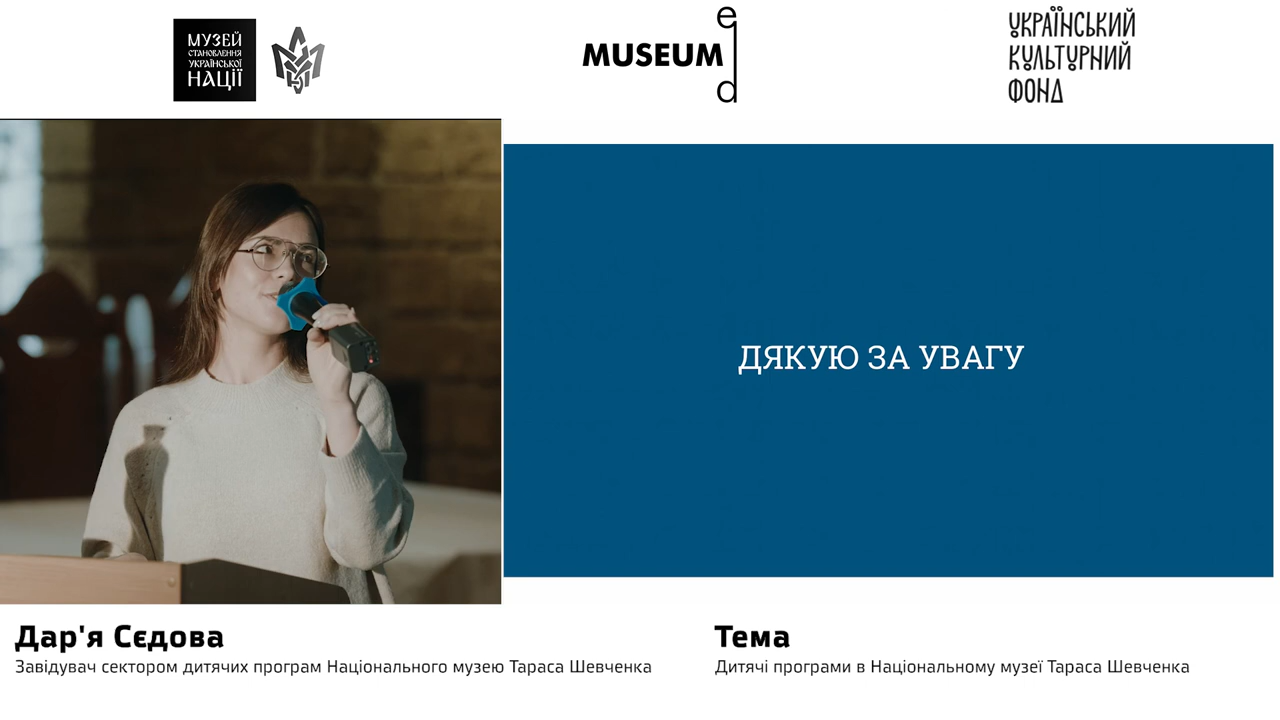 МУЗЕЙ
СТАНОВЛЕННЯ
УКРАЇНСЬКОЇ
НАЦІЇ
MUSEUM
ed
УКРАЇНСЬКИЙ
КУЛЬТУРНИЙ
ФОНД
ДЯКУЮ ЗА УВАГУ
Дар'я Сєдова
Завідувач сектором дитячих програм Національного музею Тараса Шевченка
Тема
Дитячі програми в Національному музеї Тараса Шевченка